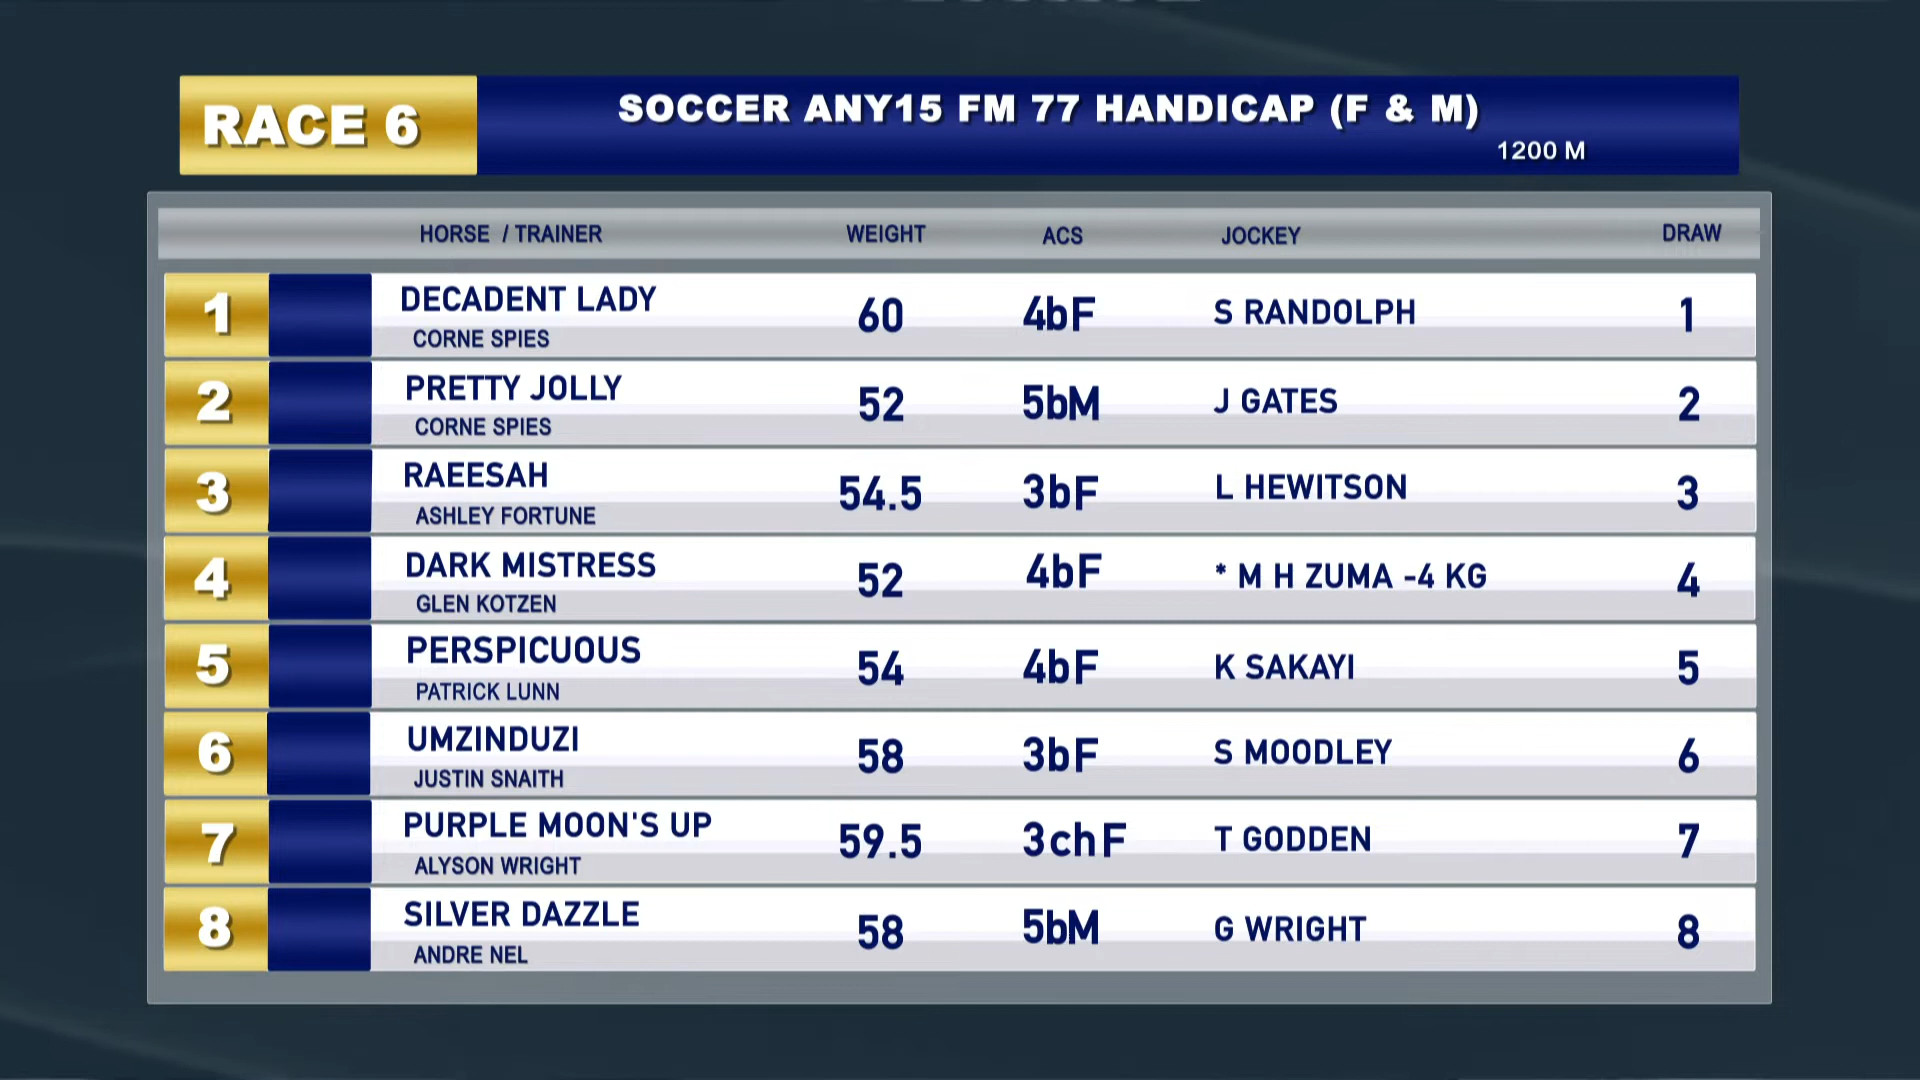 RACE 6
SOCCER ANY15 FM 77 HANDICAP (F & M)
1200 M
HORSE / TRAINER WEIGHT ACS JOCKEY DRAW
1 DECADENT LADY 60 4bF S RANDOLPH 1
CORNE SPIES
2 PRETTY JOLLY 52 5bM J GATES 2
CORNE SPIES
3 RAEESAH 54.5 3bF L HEWITSON 3
ASHLEY FORTUNE
4 DARK MISTRESS 52 4bF * M H ZUMA -4 KG 4
GLEN KOTZEN
5 PERSPICUOUS 54 4bF K SAKAYI 5
PATRICK LUNN
6 UMZINDUZI 58 3bF S MOODLEY 6
JUSTIN SNAITH
7 PURPLE MOON'S UP 59.5 3chF T GODDEN 7
ALYSON WRIGHT
8 SILVER DAZZLE 58 5bM G WRIGHT 8
ANDRE NEL